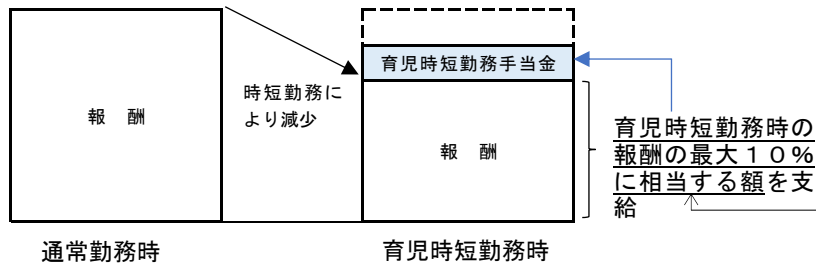 育児時短勤務手当金
時短勤務に
より減少
報　酬
報　酬
育児時短勤務時の
報酬の最大１０％
に相当する額を支
給
通常勤務時
育児時短勤務時